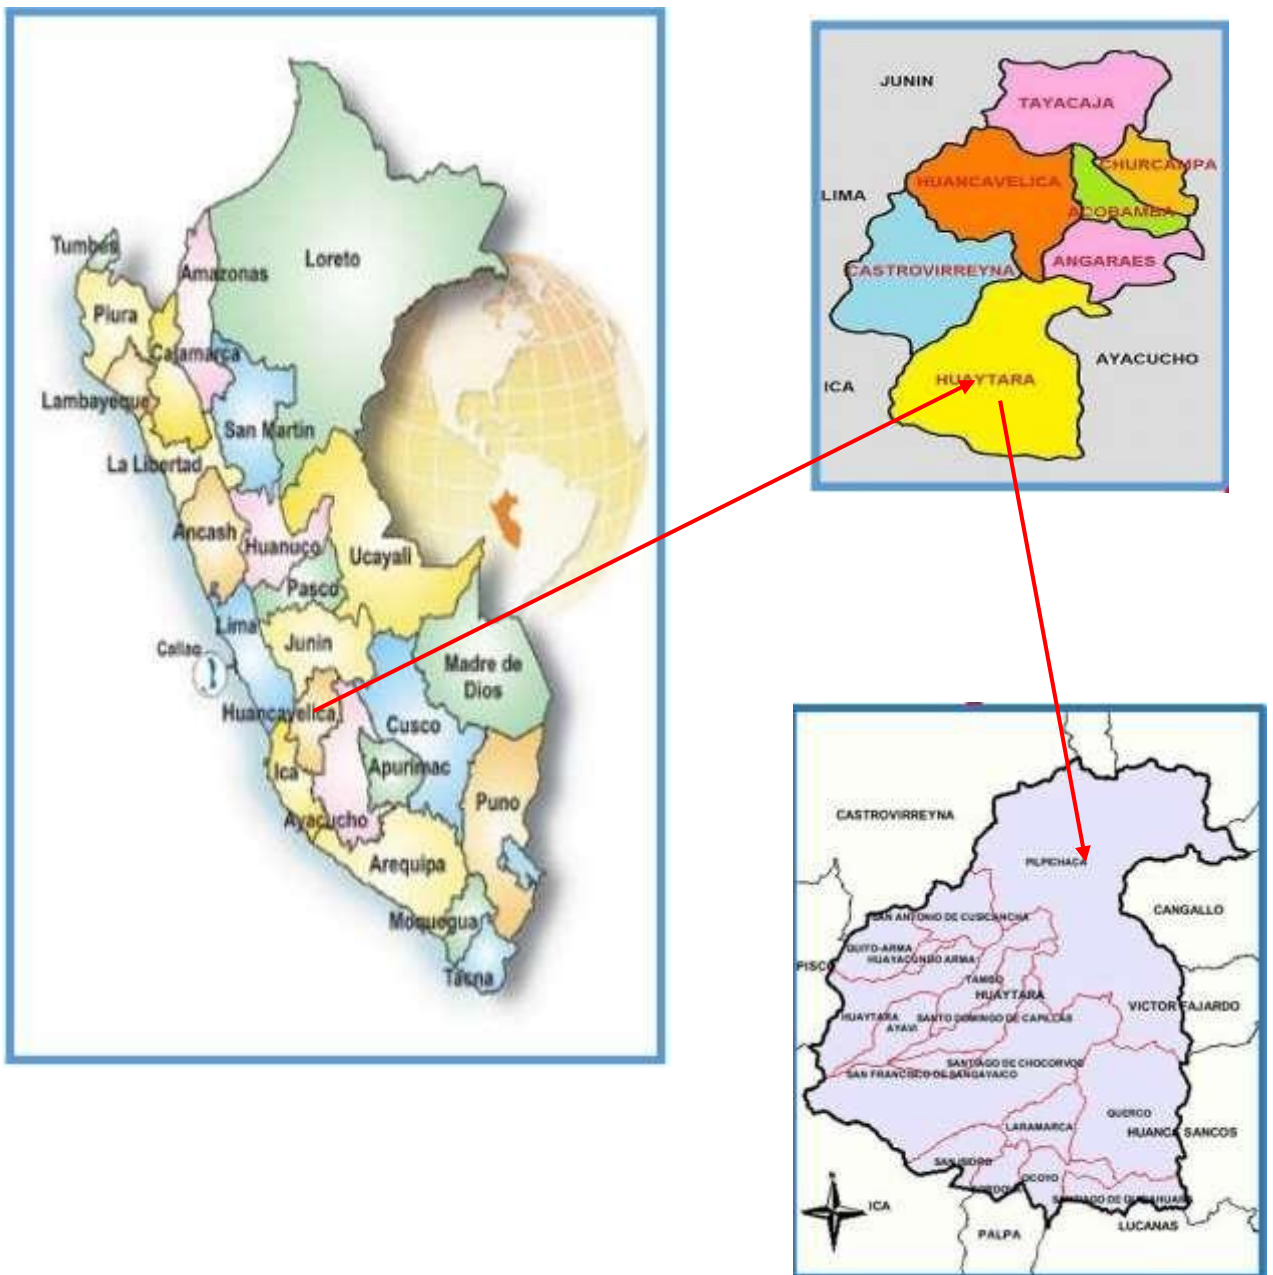 Tumbes
Loreto
Amazonas
Piura
Cajamarca
Lambayeque
San Martin
La Libertad
Ancash
Huanuco
Ucayali
Pasco
Lima
Junin
Callao
Madre de
Dios
Huancavelica
Cusco
Ica
Apurimac
Puno
Ayacucho
Arequipa
Moquegua
Tacna
JUNIN
TAYACAJA
CHURCAMPA
HUANCAVELICA
LIMA
ACOBAMBA
ANGARAES
CASTROVIRREYNA
AYACUCHO
HUAYTARA
ICA
CASTROVIRREYNA
PILPICHACA
CANGALLO
SAN ANTONIO DE CUSICANCHA
QUITO-ARMA
HUAYACUNDO ARMA
PISCO
TAMBO
HUAYTARA
VICTOR FAJARDO
HUAYTARA
AYAVI
SANTO DOMINGO DE CAPILLAS
SANTIAGO DE CHOCORVOS
SAN FRANCISCO DE SANGAYAICO
QUERCO
LARAMARCA
HUANCA SANCOS
SAN ISIDRO
OCOYO
ICA
PALPA
LUCANAS